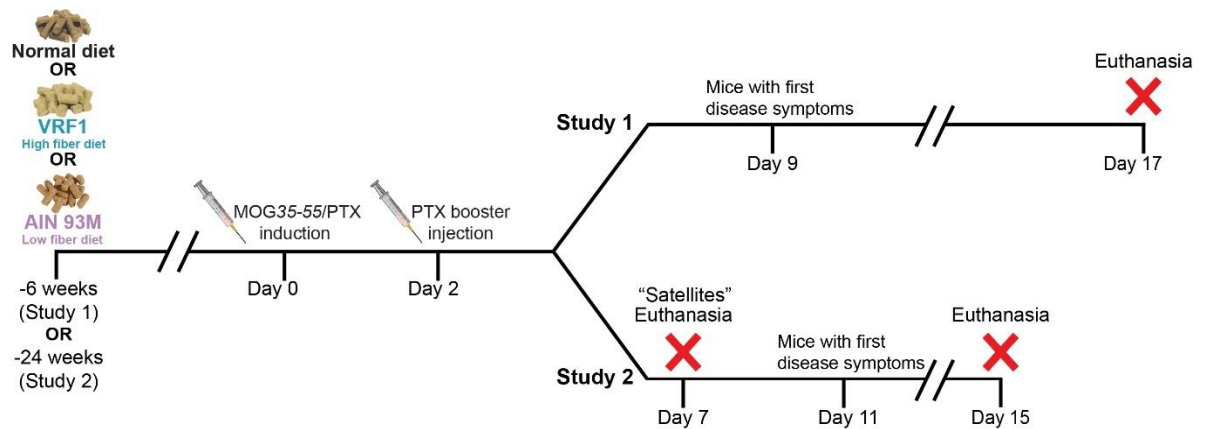 Normal diet
OR
VRF1
High fiber diet
OR
AIN 93M
Low fiber diet
-6 weeks
(Study 1)
OR
-24 weeks
(Study 2)
MOG35-55/PTX
induction
Day 0
PTX booster
injection
Day 2
Study 1
Mice with first
disease symptoms
Day 9
Euthanasia
Day 17
Study 2
“Satellites”
Euthanasia
Day 7
Mice with first
disease symptoms
Day 11
Euthanasia
Day 15